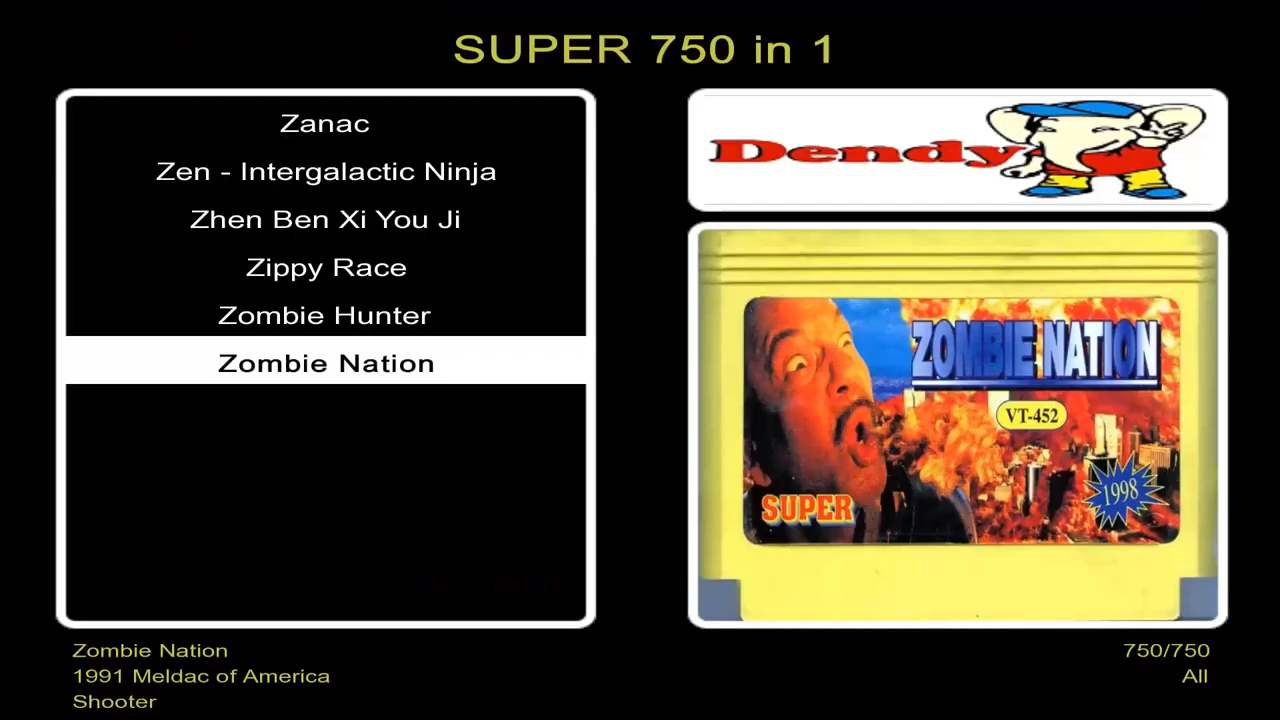 SUPER 750 in 1
Zanac
Zen - Intergalactic Ninja
Zhen Ben Xi You Ji
Zippy Race
Zombie Hunter
Zombie Nation
Dendy
ZOMBIE NATION
VT-452
1998
SUPER
Zombie Nation
1991 Meldac of America
Shooter
750/750
All